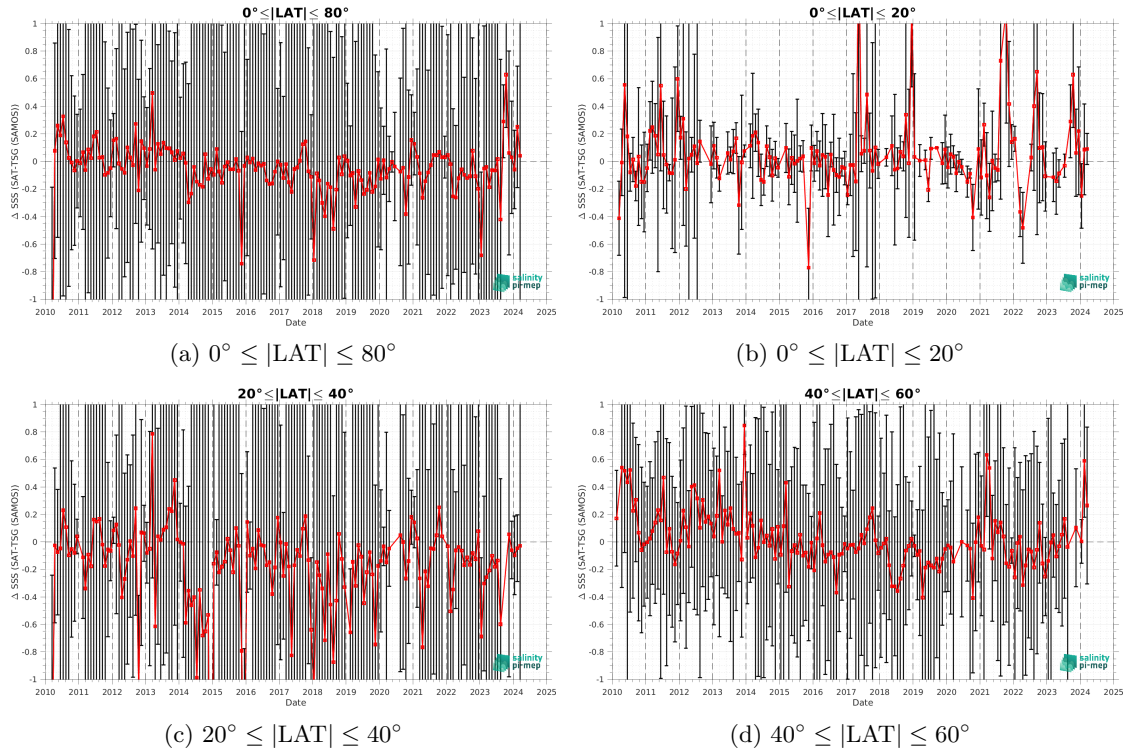 0°≤|LAT|≤ 80°
Δ SSS (SAT-TSG (SAMOS))
1
0.8
0.6
0.4
0.2
0
-0.2
-0.4
-0.6
-0.8
-1
2010 2011 2012 2013 2014 2015 2016 2017 2018 2019 2020 2021 2022 2023 2024 2025
Date
salinity
pi-mep
(a) 0° ≤ |LAT| ≤ 80°
0°≤|LAT|≤ 20°
Δ SSS (SAT-TSG (SAMOS))
1
0.8
0.6
0.4
0.2
0
-0.2
-0.4
-0.6
-0.8
-1
2010 2011 2012 2013 2014 2015 2016 2017 2018 2019 2020 2021 2022 2023 2024 2025
Date
salinity
pi-mep
(b) 0° ≤ |LAT| ≤ 20°
20°≤|LAT|≤ 40°
Δ SSS (SAT-TSG (SAMOS))
1
0.8
0.6
0.4
0.2
0
-0.2
-0.4
-0.6
-0.8
-1
2010 2011 2012 2013 2014 2015 2016 2017 2018 2019 2020 2021 2022 2023 2024 2025
Date
salinity
pi-mep
(c) 20° ≤ |LAT| ≤ 40°
40°≤|LAT|≤ 60°
Δ SSS (SAT-TSG (SAMOS))
1
0.8
0.6
0.4
0.2
0
-0.2
-0.4
-0.6
-0.8
-1
2010 2011 2012 2013 2014 2015 2016 2017 2018 2019 2020 2021 2022 2023 2024 2025
Date
salinity
pi-mep
(d) 40° ≤ |LAT| ≤ 60°